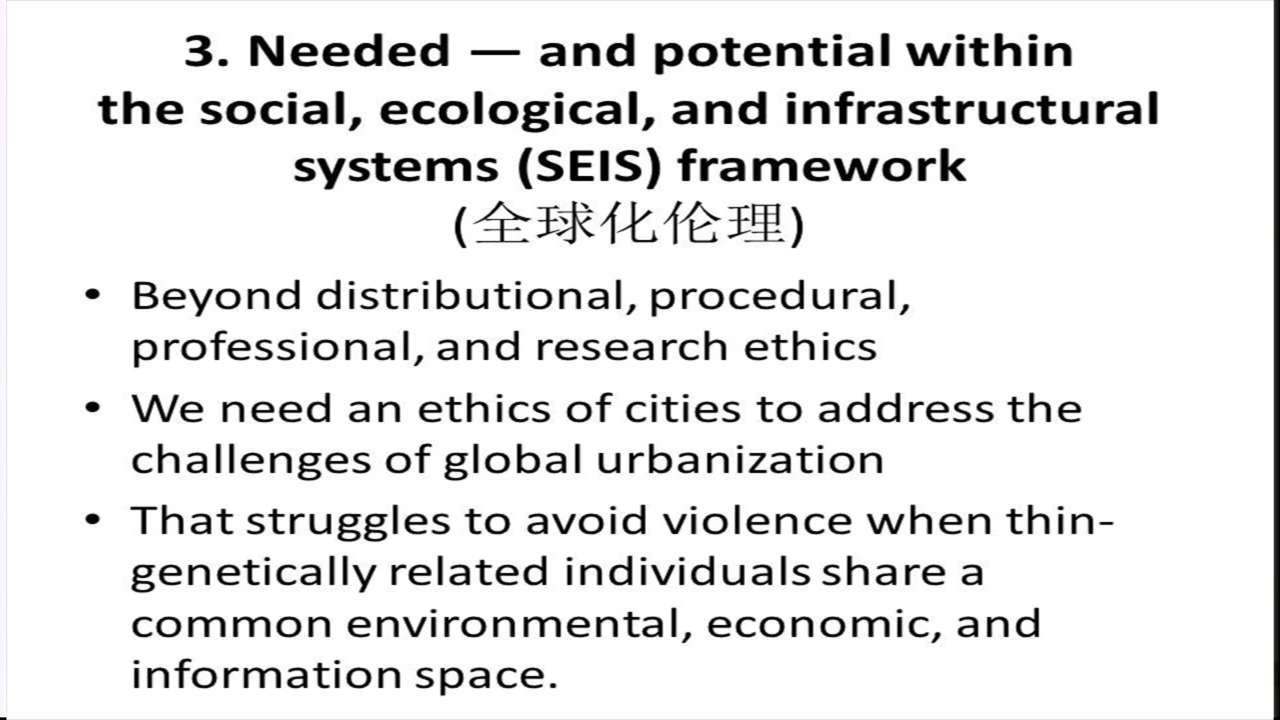 3. Needed — and potential within
the social, ecological, and infrastructural
systems (SEIS) framework
(全球化伦理)
• Beyond distributional, procedural,
professional, and research ethics
• We need an ethics of cities to address the
challenges of global urbanization
• That struggles to avoid violence when thin-
genetically related individuals share a
common environmental, economic, and
information space.